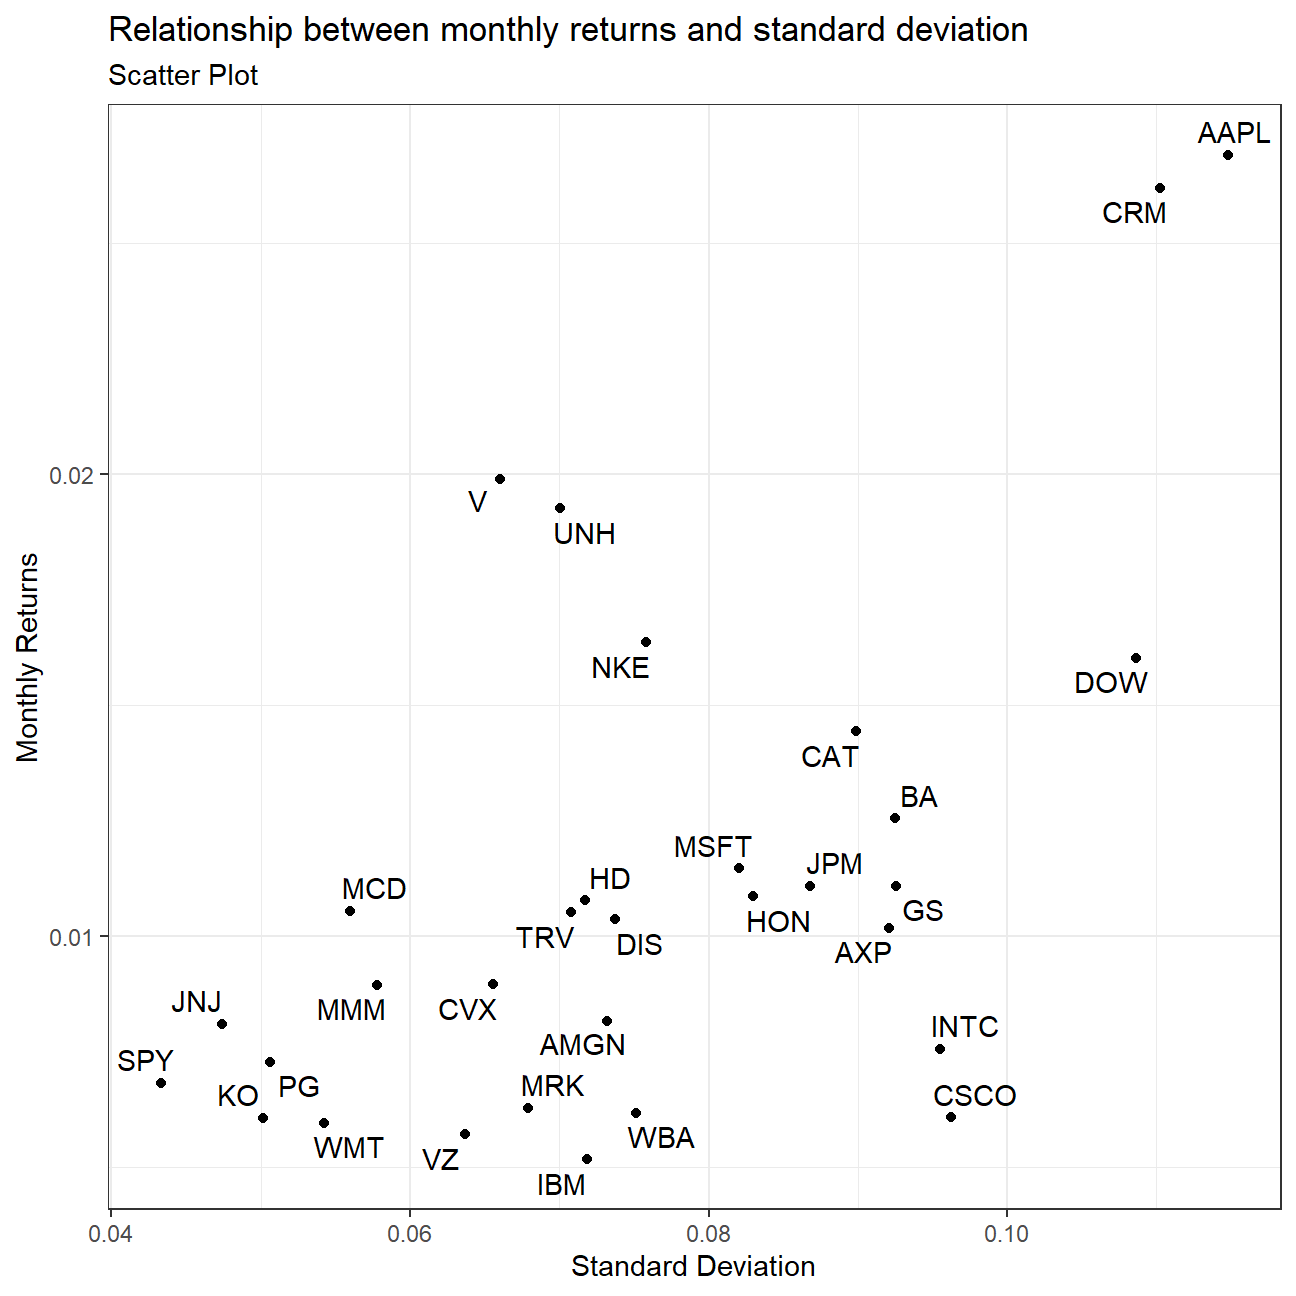 Relationship between monthly returns and standard deviation
Scatter Plot
AAPL
CRM
0.02
V
UNH
NKE
DOW
CAT
BA
MSFT
JPM
HD
MCD
GS
HON
TRV
DIS
AXP
0.01
JNJ
MMM
CVX
INTC
AMGN
SPY
PG
MRK
KO
CSCO
WBA
WMT
VZ
IBM
Monthly Returns
0.04 0.06 0.08 0.10
Standard Deviation